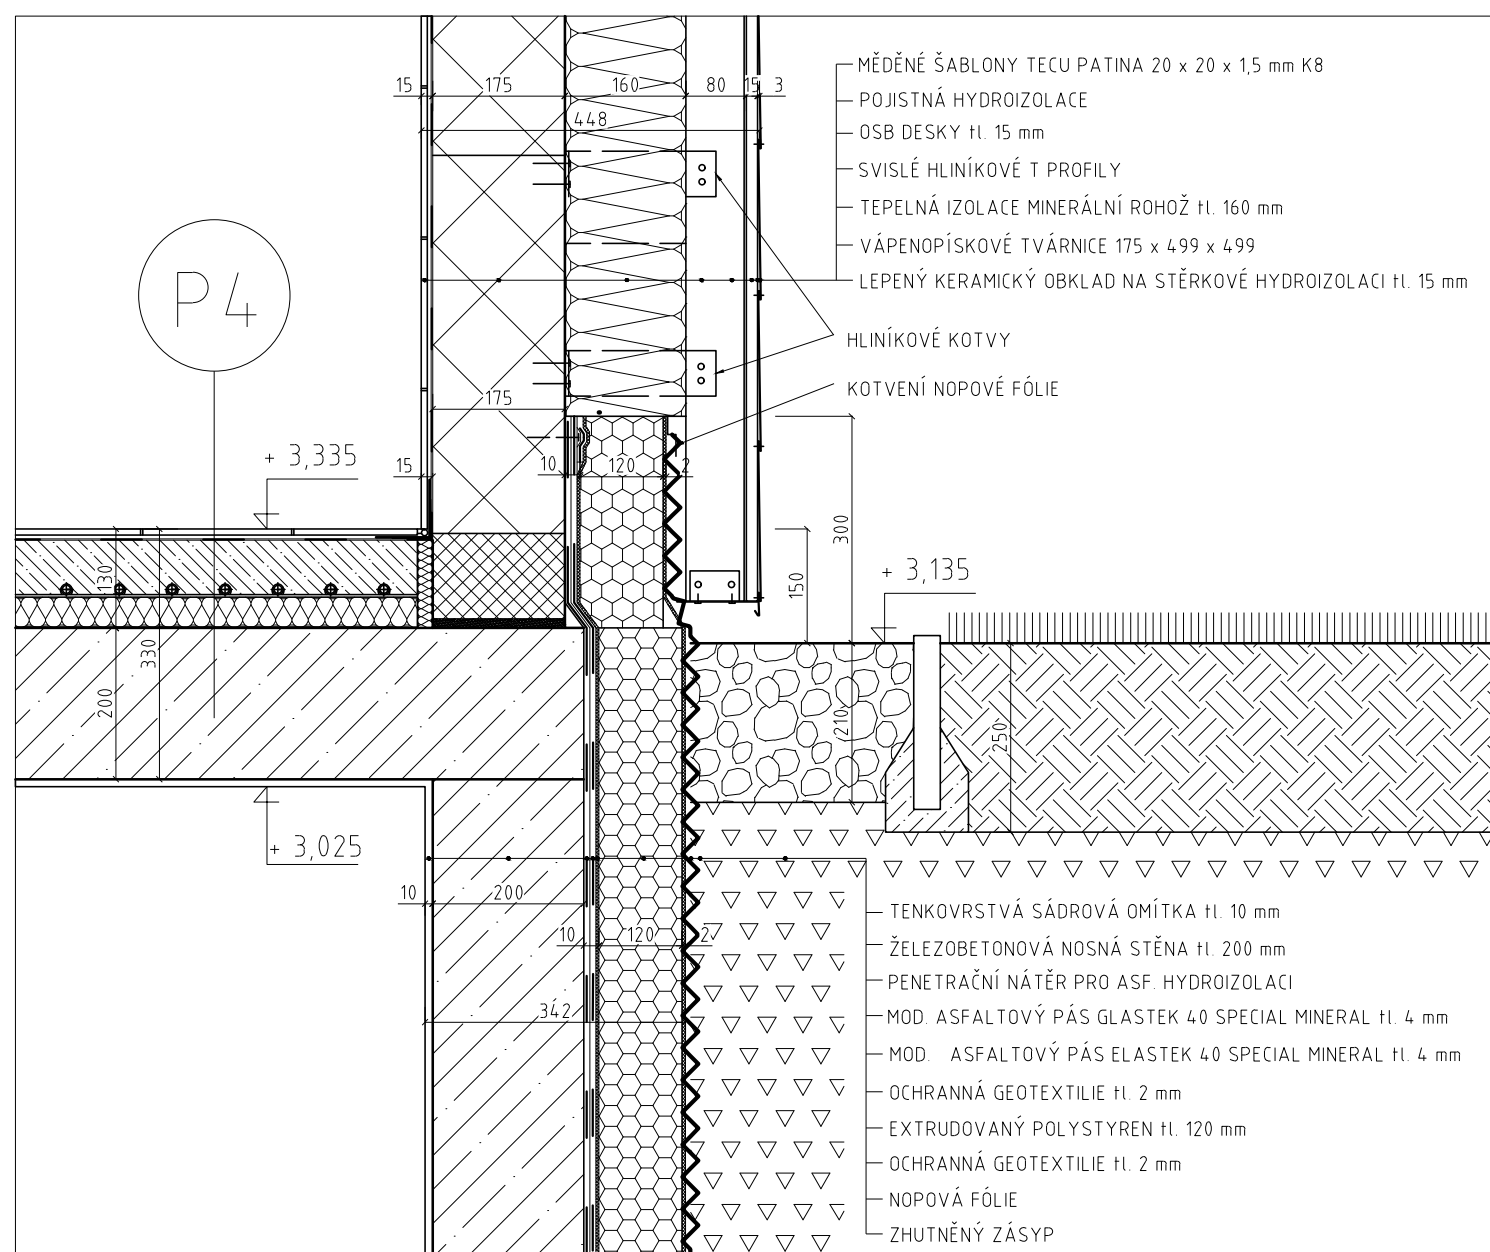 MĚDĚNÉ ŠABLONY TECU PATINA 20 x 20 x 1,5 mm K8
15 175 160 80 15 3
POJISTNÁ HYDROIZOLACE
448
OSB DESKY tl. 15 mm
SVISLÉ HLINÍKOVÉ T PROFILY
TEPELNÁ IZOLACE MINERÁLNÍ ROHOŽ tl. 160 mm
VÁPENOPÍSKOVÉ TVÁRNICE 175 x 499 x 499
LEPENÝ KERAMICKÝ OBKLAD NA STĚRKOVÉ HYDROIZOLACI tl. 15 mm
P4
HLINÍKOVÉ KOTVY
KOTVENÍ NOPOVÉ FÓLIE
175
+ 3,335
15 10 120 2
300
130
150
+ 3,135
330
200
210
250
+ 3,025
10 200
TENKOVRSTVÁ SÁDROVÁ OMÍTKA tl. 10 mm
10 120 2
ŽELEZOBETONOVÁ NOSNÁ STĚNA tl. 200 mm
PENETRAČNÍ NÁTĚR PRO ASF. HYDROIZOLACI
342
MOD. ASFALTOVÝ PÁS GLASTEK 40 SPECIAL MINERAL tl. 4 mm
MOD. ASFALTOVÝ PÁS ELASTEK 40 SPECIAL MINERAL tl. 4 mm
OCHRANNÁ GEOTEXTILIE tl. 2 mm
EXTRUDOVANÝ POLYSTYREN tl. 120 mm
OCHRANNÁ GEOTEXTILIE tl. 2 mm
NOPOVÁ FÓLIE
ZHUTNĚNÝ ZÁSYP